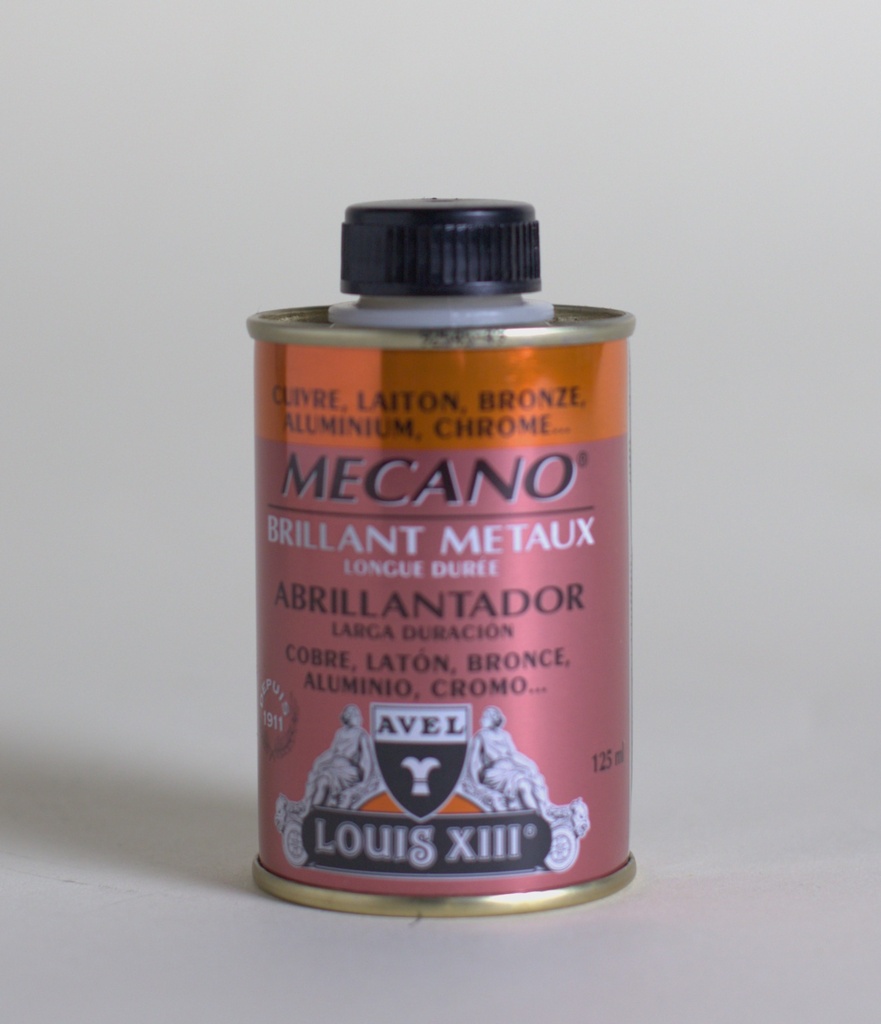 CUIVRE, LAITON, BRONZE,
ALUMINIUM, CHROME...
MECANO®
BRILLANT METAUX
LONGUE DURÉE
ABRILLANTADOR
LARGA DURACIÓN
COBRE, LATÓN, BRONCE,
ALUMINIO, CROMO...
DEPUIS
1911
AVEL
125 ml
LOUIS XIII®